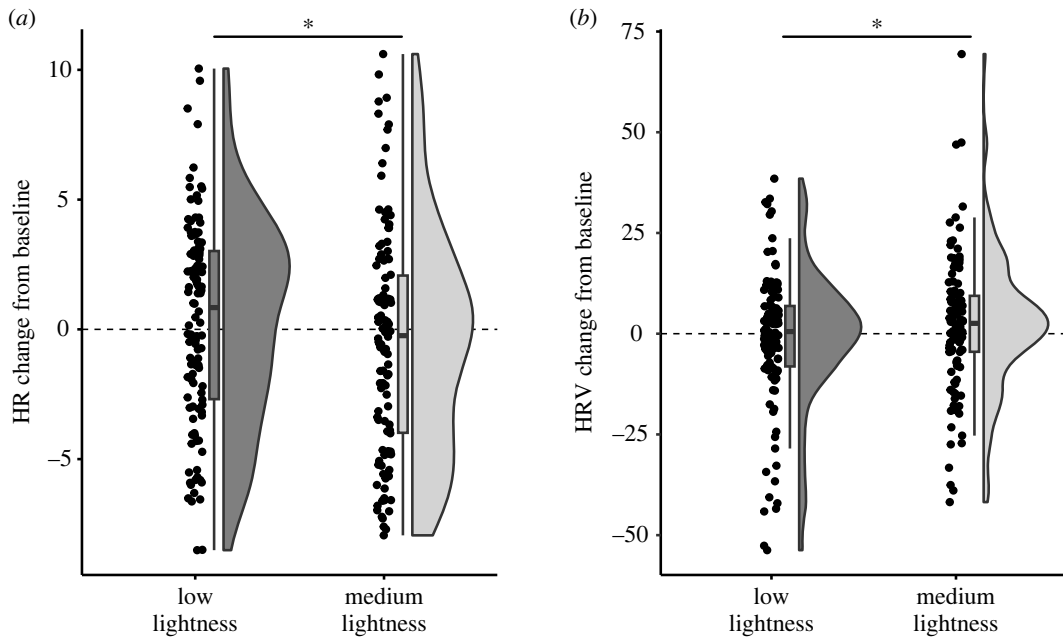 (a)
*
HR change from baseline
10
5
0
–5
low
lightness
medium
lightness
(b)
*
HRV change from baseline
75
50
25
0
–25
–50
low
lightness
medium
lightness